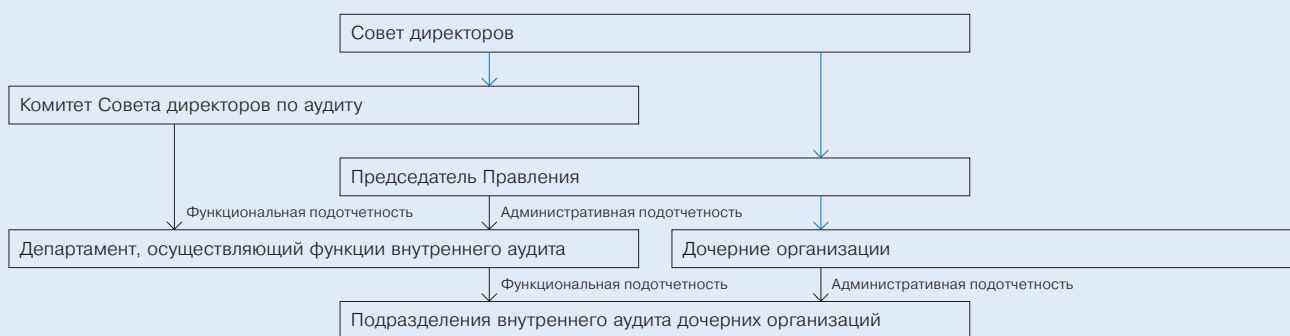 Совет директоров
Комитет Совета директоров по аудиту
Председатель Правления
Функциональная подотчетность
Административная подотчетность
Департамент, осуществляющий функции внутреннего аудита
Дочерние организации
Функциональная подотчетность
Административная подотчетность
Подразделения внутреннего аудита дочерних организаций